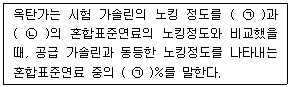 옥탄가는 시험 가솔린의 노킹 정도를 ( ㉠ )과
( ㉡ )의 혼합표준연료의 노킹정도와 비교했을
때, 공급 가솔린과 동등한 노킹정도를 나타내는
혼합표준연료 중의 ( ㉠ )%를 말한다.